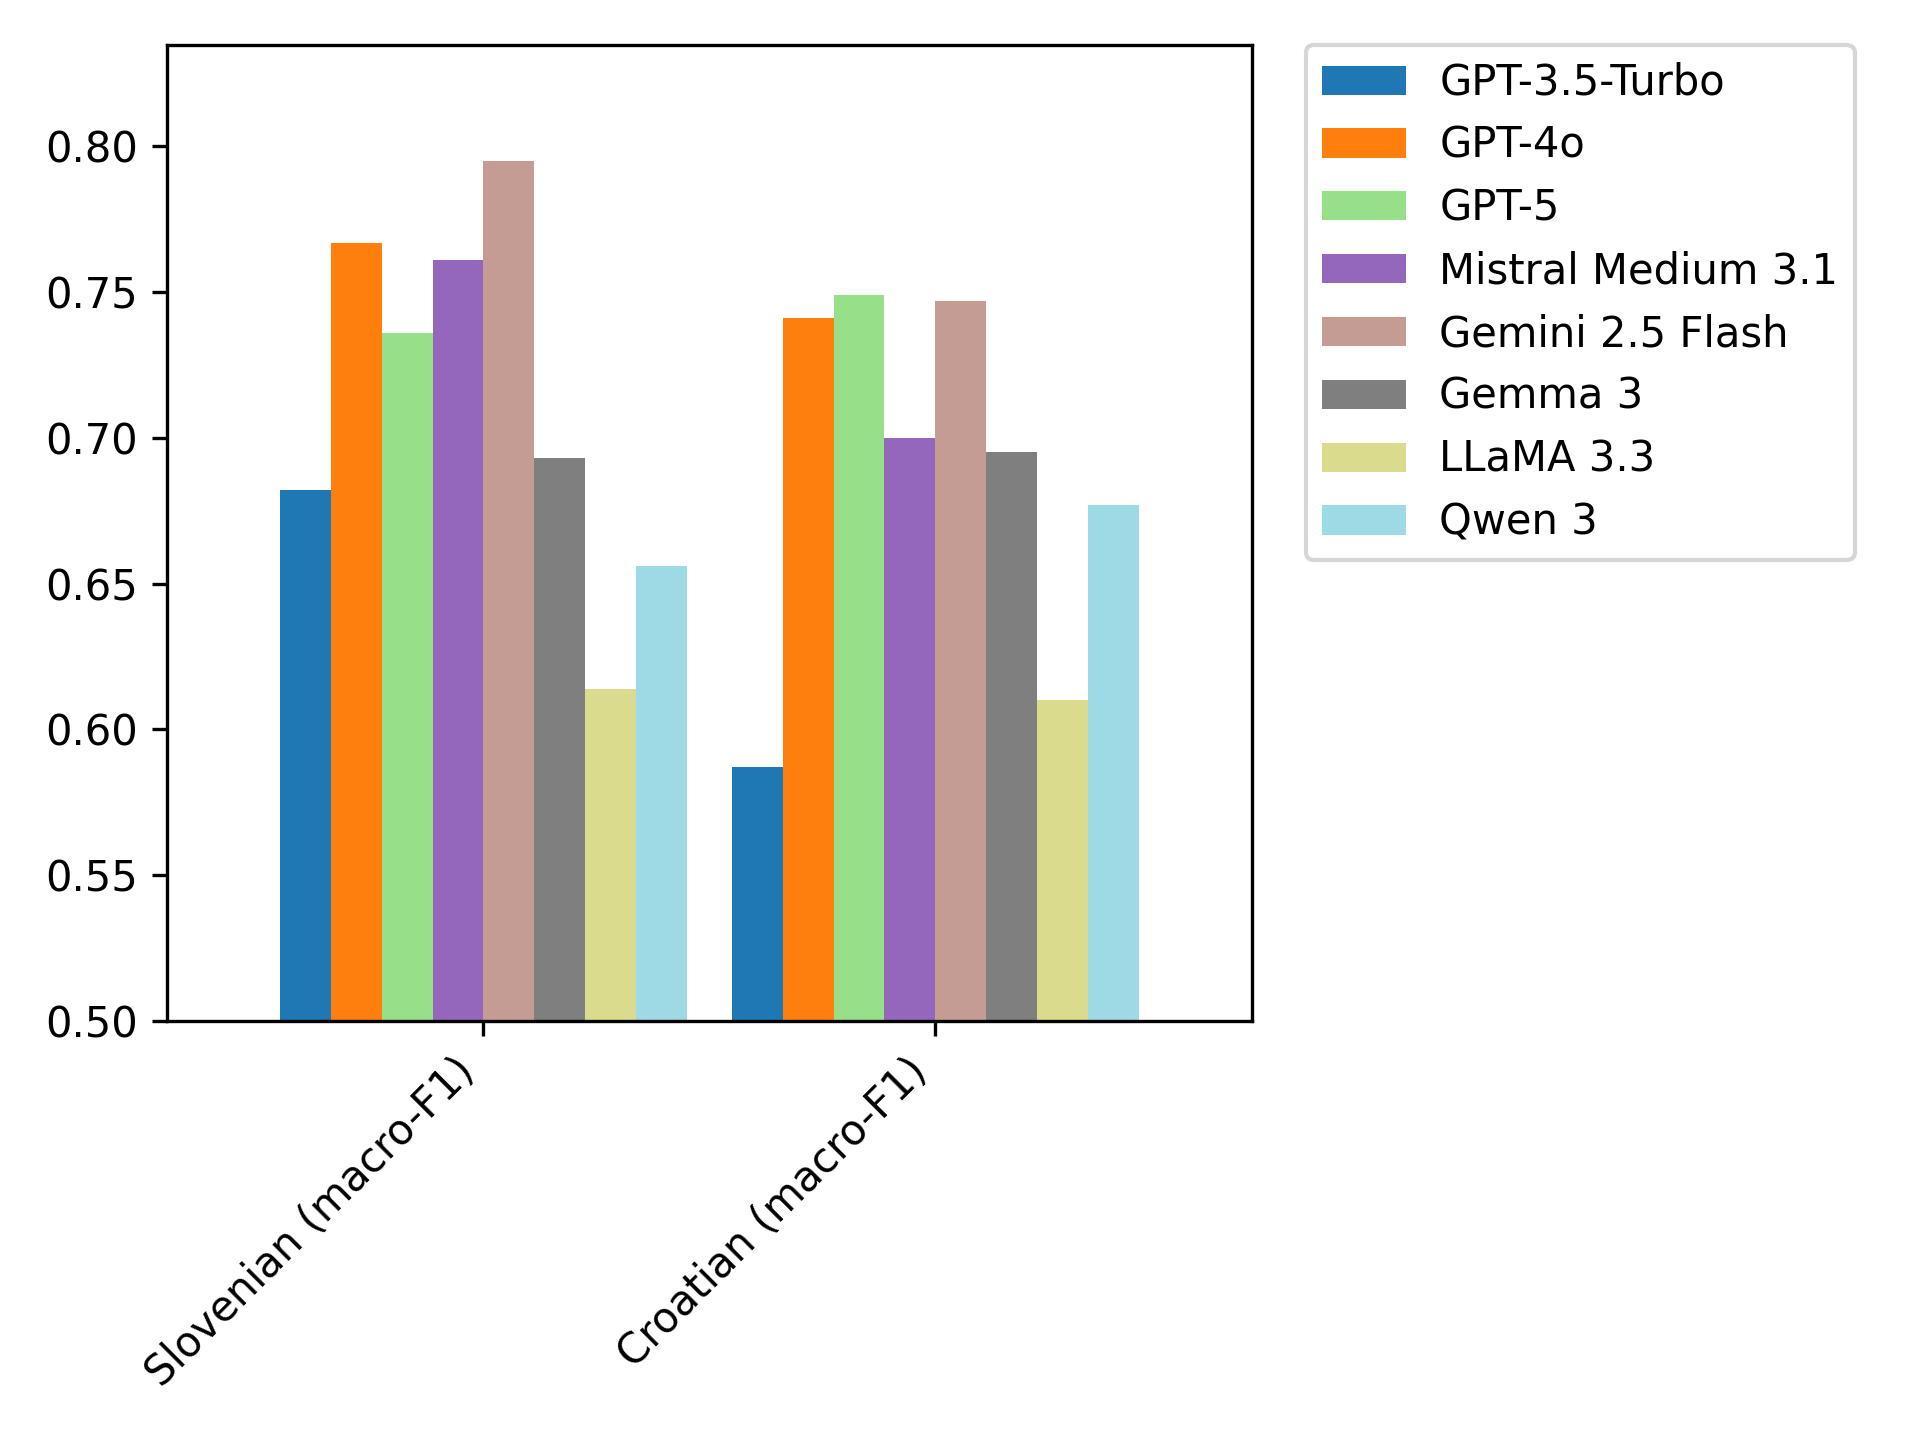 0.80
0.75
0.70
0.65
0.60
0.55
0.50
Slovenian (macro-F1)
Croatian (macro-F1)
GPT-3.5-Turbo
GPT-4o
GPT-5
Mistral Medium 3.1
Gemini 2.5 Flash
Gemma 3
LLaMA 3.3
Qwen 3